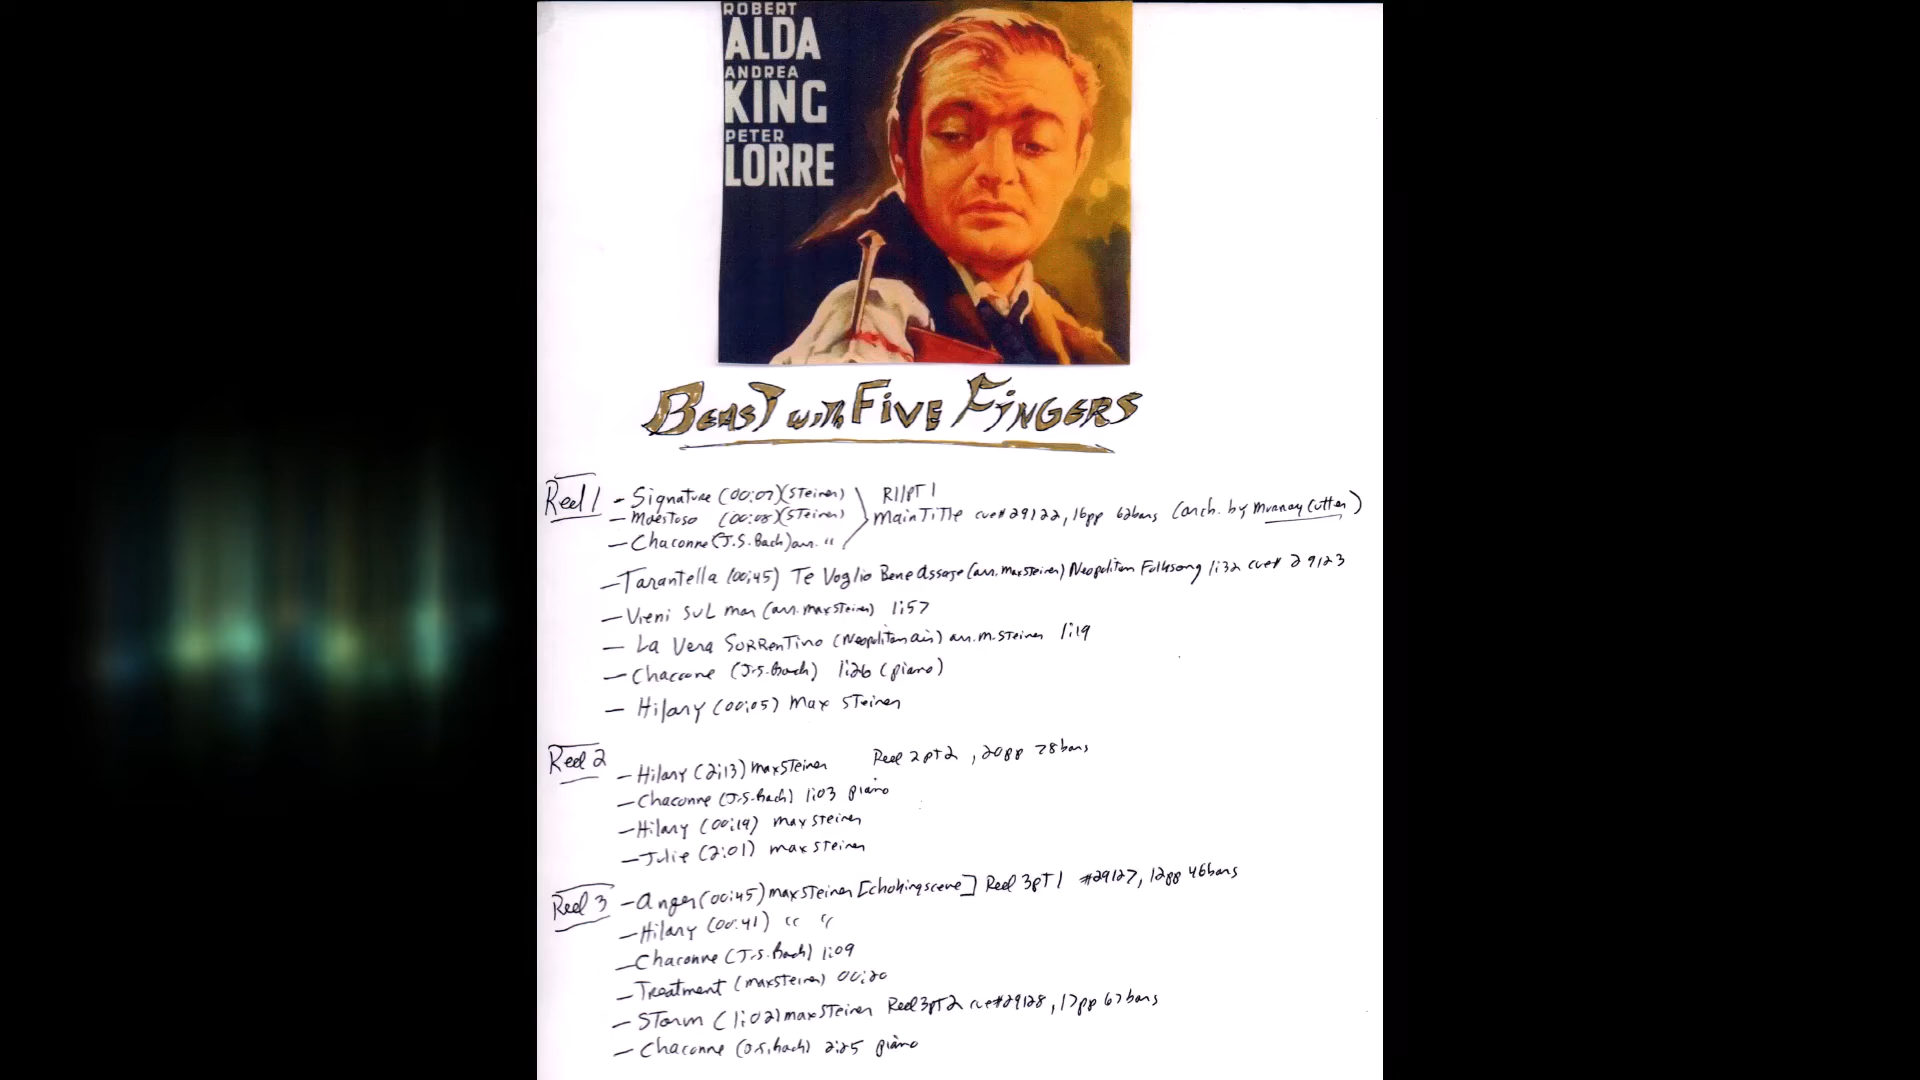 ROBERT
ALDA
ANDREA
KING
PETER
LORRE
BEAST with FIVE FINGERS
Reel 1 - Signature (00:07)(Steiner) R1/pt 1
- Maestoso (00:08)(Steiner) Main Title cue# 29122, 16pp 62bars (orch. by Murray Cutter)
- Chaconne (J.S. Bach) arr. "
- Tarantella (00:45) Te Voglio Bene Assaje (arr. max steiner) Neopolitan Folksong 1:32 cue# 29123
- Vieni Sul mar (arr. max steiner) 1:57
- La Vera Sorrentino (Neopolitan air) arr. m. Steiner 1:19
- Chaconne (J.S. Bach) 1:26 (piano)
- Hilary (00:05) Max Steiner
Reel 2 - Hilary (2:13) max Steiner Reel 2 pt 2, 20pp 78 bars
- Chaconne (J.S. Bach) 1:03 piano
- Hilary (00:19) max steiner
- Julie (2:01) max steiner
Reel 3 - Anger (00:45) max steiner [choking scene] Reel 3pt 1 #29127, 12pp 46bars
- Hilary (00:41) " "
- Chaconne (J.S. Bach) 1:09
- Treatment (max steiner) 00:20
- Storm (1:02) max steiner Reel 3pt 2 cue# 29128, 17pp 67bars
- Chaconne (J.S. bach) 2:25 piano